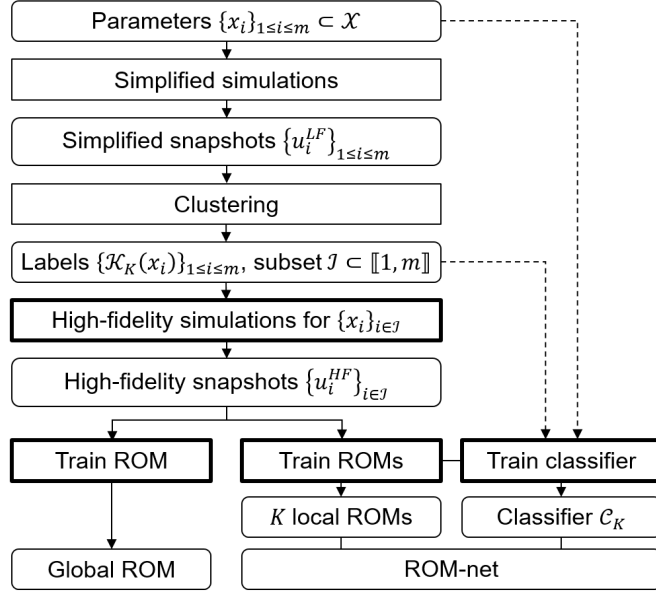 Parameters {x_i}_{1≤i≤m} ⊂ 𝒳
Simplified simulations
Simplified snapshots {u_i^{LF}}_{1≤i≤m}
Clustering
Labels {𝒦_K(x_i)}_{1≤i≤m}, subset ℐ ⊂ ⟦1, m⟧
High-fidelity simulations for {x_i}_{i∈ℐ}
High-fidelity snapshots {u_i^{HF}}_{i∈ℐ}
Train ROM
Train ROMs
Train classifier
K local ROMs
Classifier 𝒞_K
Global ROM
ROM-net